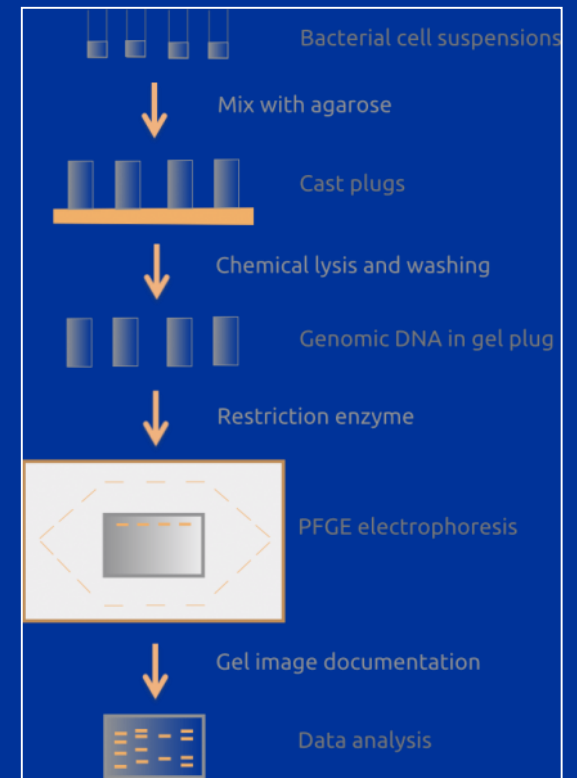 Bacterial cell suspensions
Mix with agarose
Cast plugs
Chemical lysis and washing
Genomic DNA in gel plug
Restriction enzyme
PFGE electrophoresis
Gel image documentation
Data analysis